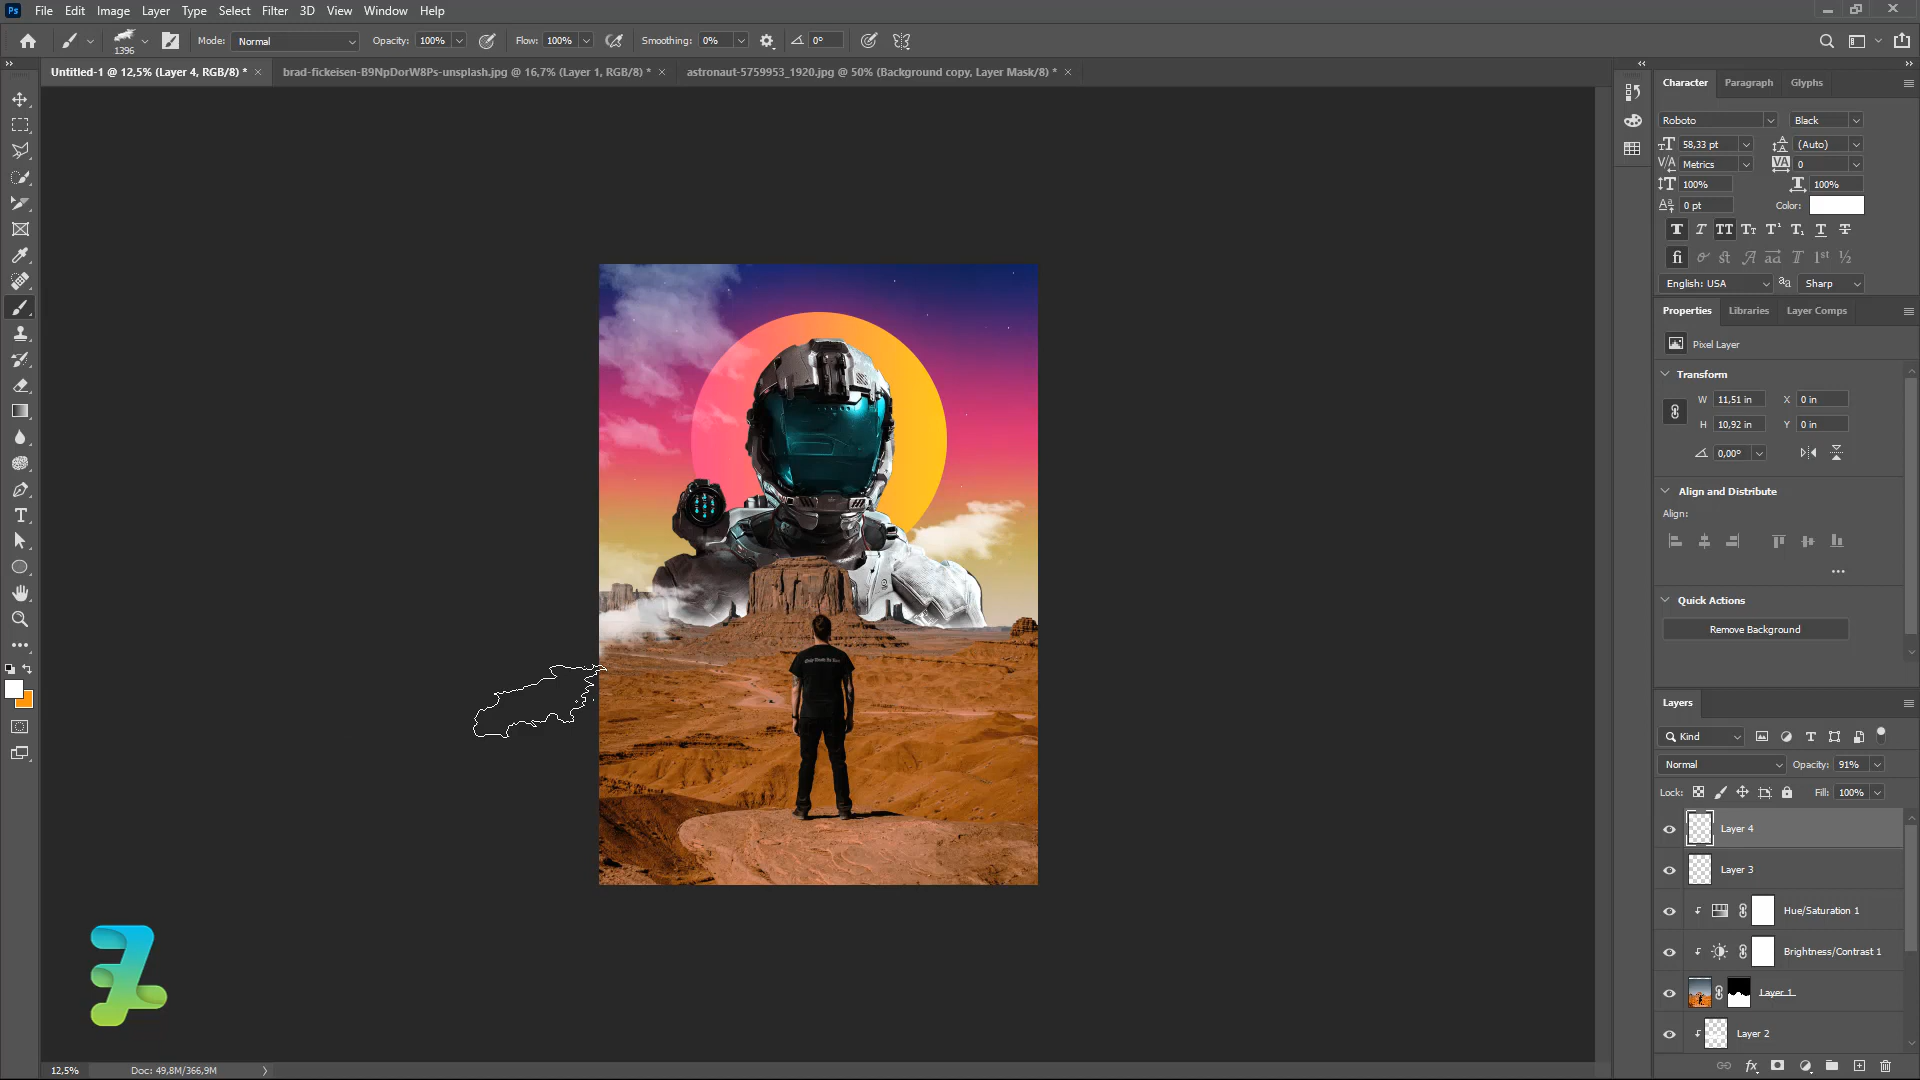 Ps File Edit Image Layer Type Select Filter 3D View Window Help
1396 Mode: Normal Opacity: 100% Flow: 100% Smoothing: 0% 0°
Untitled-1 @ 12,5% (Layer 4, RGB/8) * × brad-fickeisen-B9NpDorW8Ps-unsplash.jpg @ 16,7% (Layer 1, RGB/8) * × astronaut-5759953_1920.jpg @ 50% (Background copy, Layer Mask/8) * ×
Character Paragraph Glyphs
Roboto Black
58,33 pt (Auto)
Metrics 0
100% 100%
0 pt Color:
English: USA Sharp
Properties Libraries Layer Comps
Pixel Layer
Transform
W 11,51 in X 0 in
H 10,92 in Y 0 in
0,00°
Align and Distribute
Align:
Quick Actions
Remove Background
Layers
Kind
Normal Opacity: 91%
Lock: Fill: 100%
Layer 4
Layer 3
Hue/Saturation 1
Brightness/Contrast 1
Layer 1
Layer 2
12,5% Doc: 49,8M/366,9M